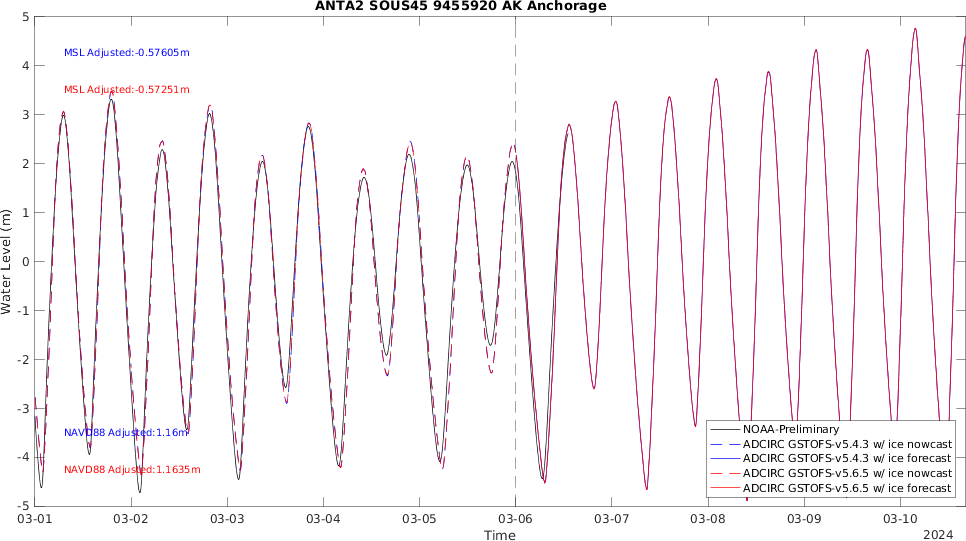 ANTA2 SOUS45 9455920 AK Anchorage
5
4
3
2
1
0
-1
-2
-3
-4
-5
Water Level (m)
MSL Adjusted:-0.57605m
MSL Adjusted:-0.57251m
NAVD88 Adjusted:1.16m
NAVD88 Adjusted:1.1635m
NOAA-Preliminary
ADCIRC GSTOFS-v5.4.3 w/ ice nowcast
ADCIRC GSTOFS-v5.4.3 w/ ice forecast
ADCIRC GSTOFS-v5.6.5 w/ ice nowcast
ADCIRC GSTOFS-v5.6.5 w/ ice forecast
03-01 03-02 03-03 03-04 03-05 03-06 03-07 03-08 03-09 03-10
Time
2024